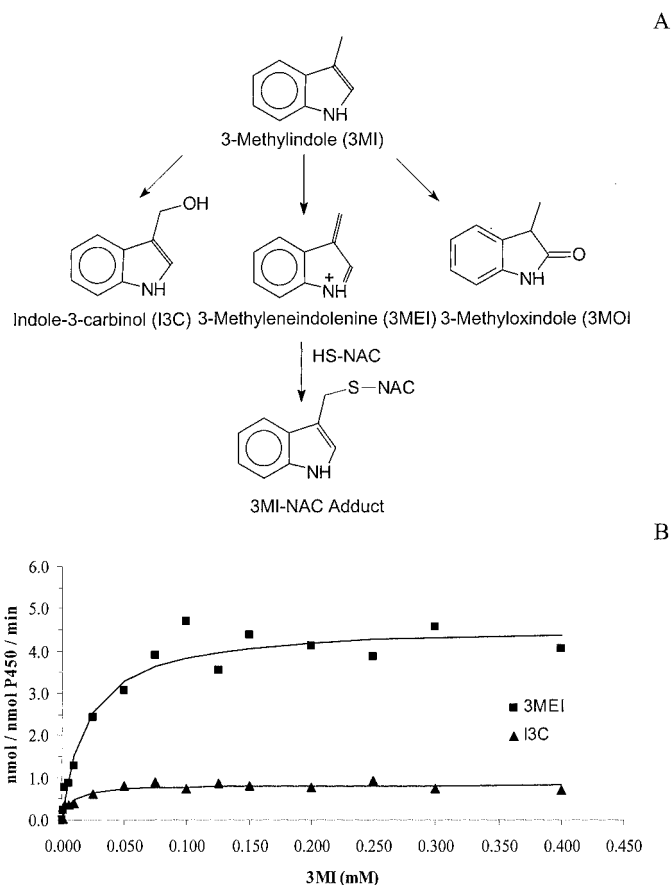 A
NH
3-Methylindole (3MI)
OH
NH
+
NH
O
NH
Indole-3-carbinol (I3C) 3-Methyleneindolenine (3MEI) 3-Methyloxindole (3MOI
HS-NAC
S—NAC
NH
3MI-NAC Adduct
B
6.0
5.0
4.0
3.0
2.0
1.0
0.0
nmol / nmol P450 / min
3MEI
I3C
0.000 0.050 0.100 0.150 0.200 0.250 0.300 0.350 0.400 0.450
3MI (mM)